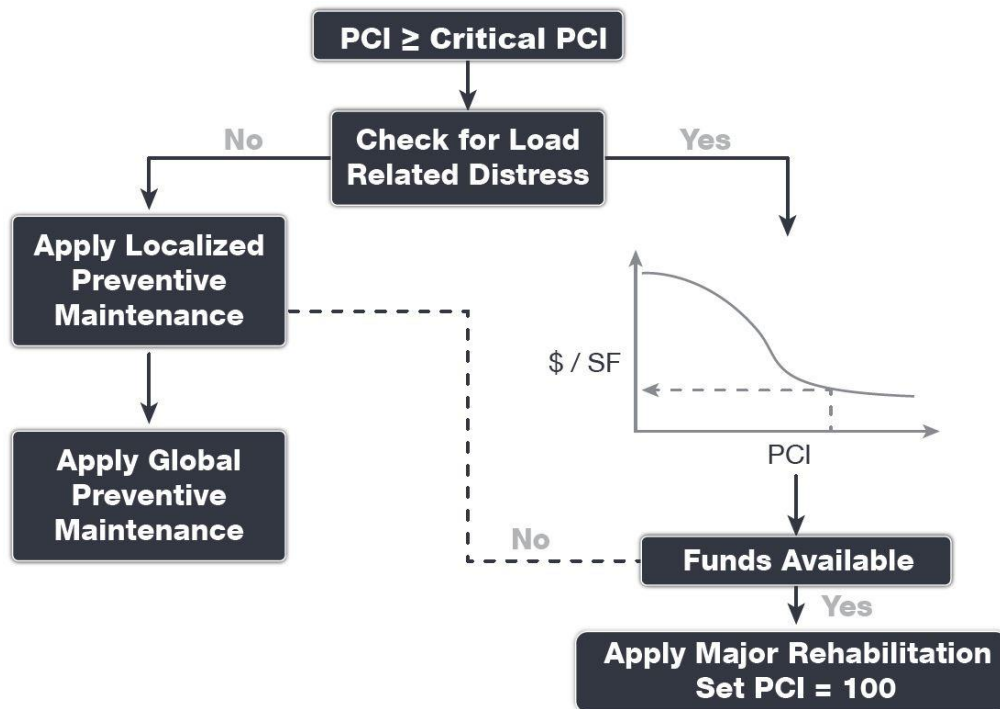 PCI ≥ Critical PCI
No
Check for Load
Related Distress
Yes
Apply Localized
Preventive
Maintenance
$ / SF
PCI
Apply Global
Preventive
Maintenance
No
Funds Available
Yes
Apply Major Rehabilitation
Set PCI = 100